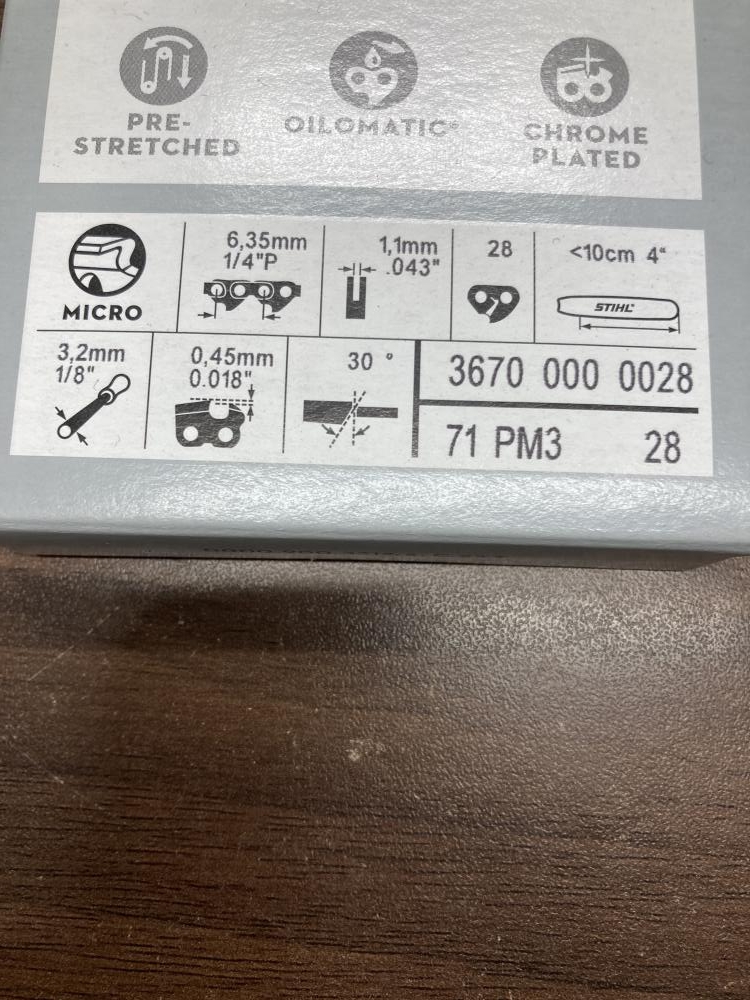 PRE-
STRETCHED
OILOMATIC®
CHROME
PLATED
MICRO
6,35mm
1/4"P
1,1mm
.043"
28
<10cm 4"
STIHL®
3,2mm
1/8"
0,45mm
0.018"
30 °
3670 000 0028
71 PM3 28